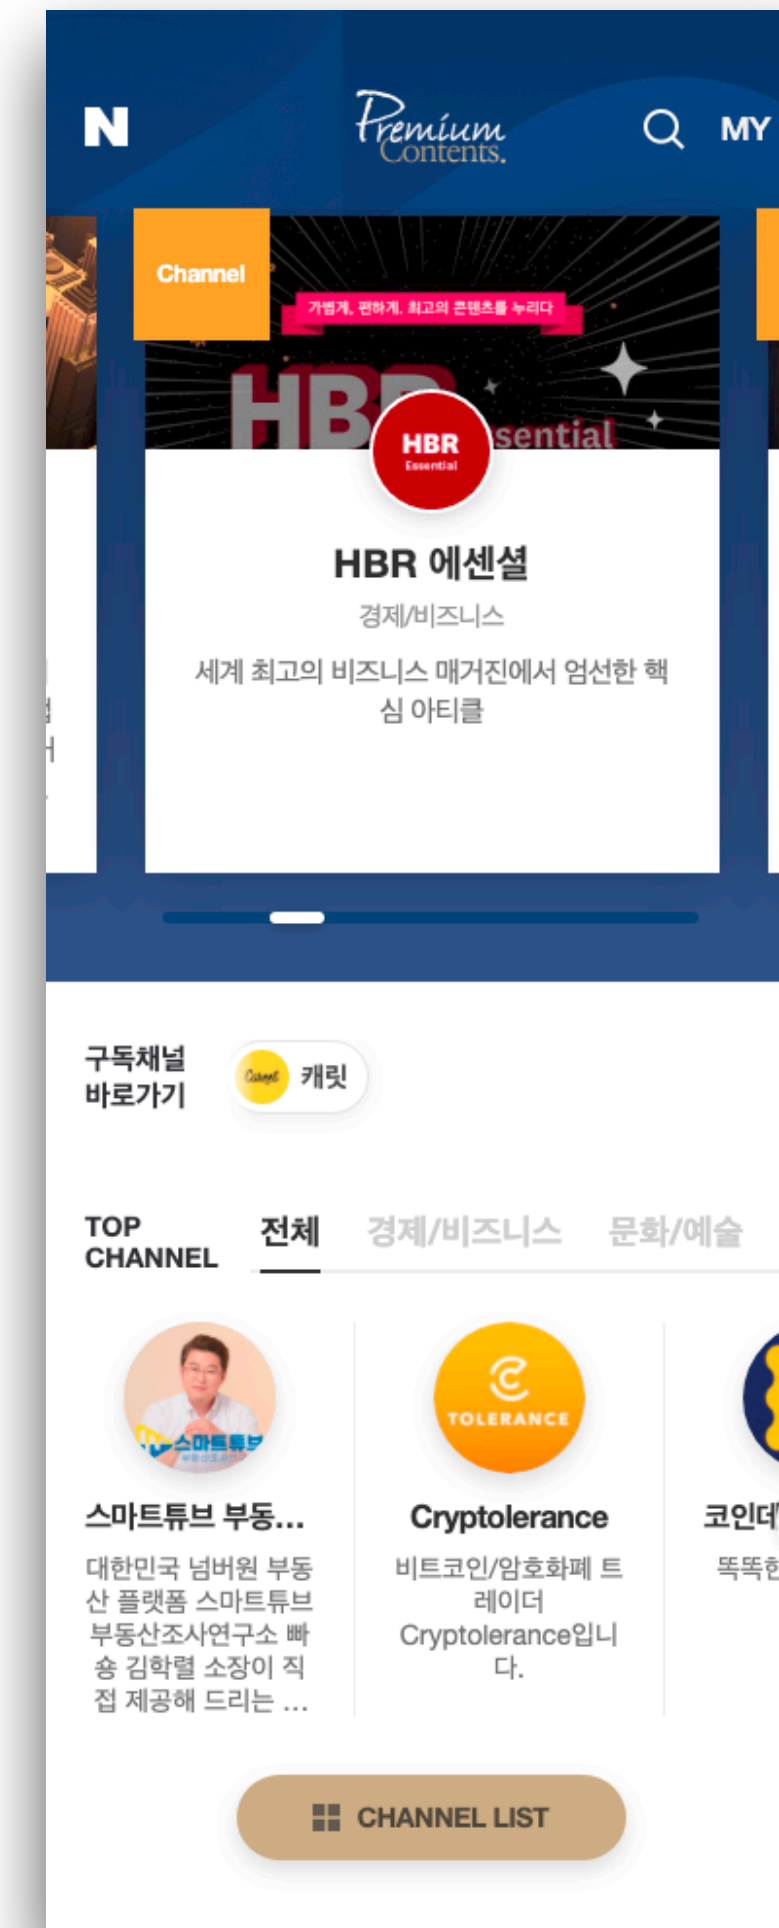 N
Premium
Contents.
MY
Channel
가볍게, 편하게. 최고의 콘텐츠를 누리다
HBR
Essential
HBR 에센셜
경제/비즈니스
세계 최고의 비즈니스 매거진에서 엄선한 핵
심 아티클
구독채널
바로가기
Careet
캐릿
TOP
CHANNEL
전체
경제/비즈니스
문화/예술
스마트튜브
TOLERANCE
스마트튜브 부동...
대한민국 넘버원 부동
산 플랫폼 스마트튜브
부동산조사연구소 빠
숑 김학렬 소장이 직
접 제공해 드리는 ...
Cryptolerance
비트코인/암호화폐 트
레이더
Cryptolerance입니
다.
코인데
똑똑한
CHANNEL LIST